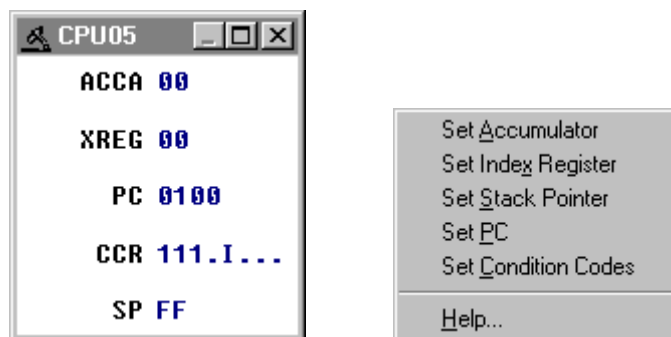 CPU05
ACCA 00
XREG 00
PC 0100
CCR 111.I...
SP FF
Set Accumulator
Set Index Register
Set Stack Pointer
Set PC
Set Condition Codes
Help...